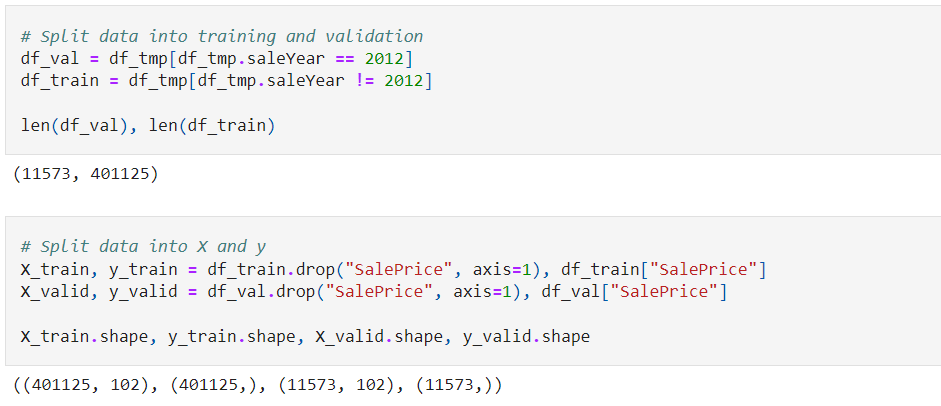 # Split data into training and validation
df_val = df_tmp[df_tmp.saleYear == 2012]
df_train = df_tmp[df_tmp.saleYear != 2012]
len(df_val), len(df_train)
(11573, 401125)
# Split data into X and y
X_train, y_train = df_train.drop("SalePrice", axis=1), df_train["SalePrice"]
X_valid, y_valid = df_val.drop("SalePrice", axis=1), df_val["SalePrice"]
X_train.shape, y_train.shape, X_valid.shape, y_valid.shape
((401125, 102), (401125,), (11573, 102), (11573,))